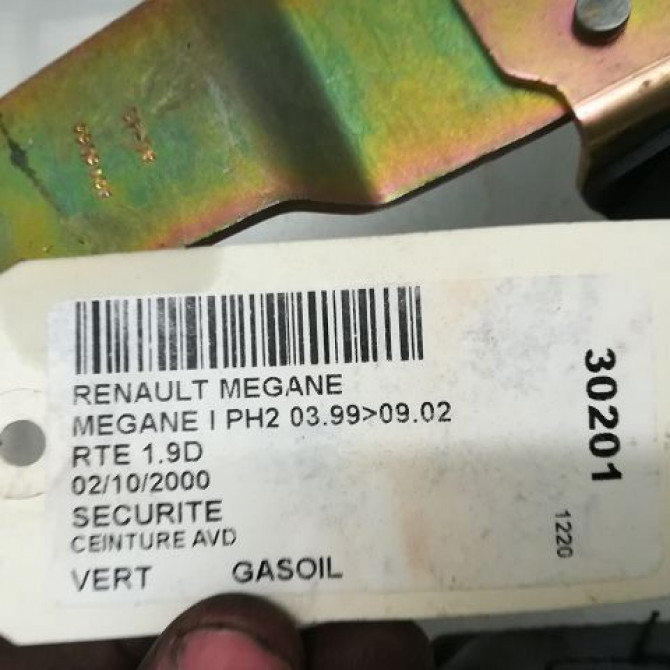 RENAULT MEGANE
MEGANE I PH2 03.99>09.02
RTE 1.9D
02/10/2000
SECURITE
CEINTURE AVD
VERT GASOIL
30201
1220